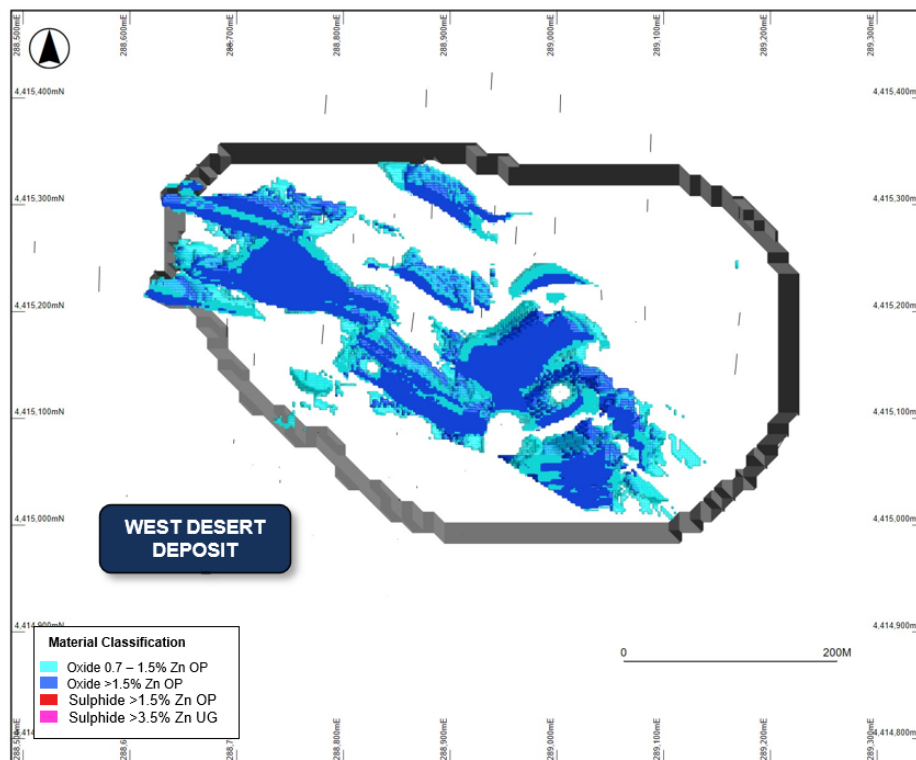 288,500mE 288,600mE 288,700mE 288,800mE 288,900mE 289,000mE 289,100mE 289,200mE 289,300mE
4,415,400mN 4,415,400mN
4,415,300mN 4,415,300mN
4,415,200mN 4,415,200mN
4,415,100mN 4,415,100mN
4,415,000mN 4,415,000mN
WEST DESERT
DEPOSIT
4,414,900mN 4,414,900mN
Material Classification
Oxide 0.7 – 1.5% Zn OP
Oxide >1.5% Zn OP
Sulphide >1.5% Zn OP
Sulphide >3.5% Zn UG
0 200M
4,414,800mN
288,500mE 288,600mE 288,700mE 288,800mE 288,900mE 289,000mE 289,100mE 289,200mE 289,300mE